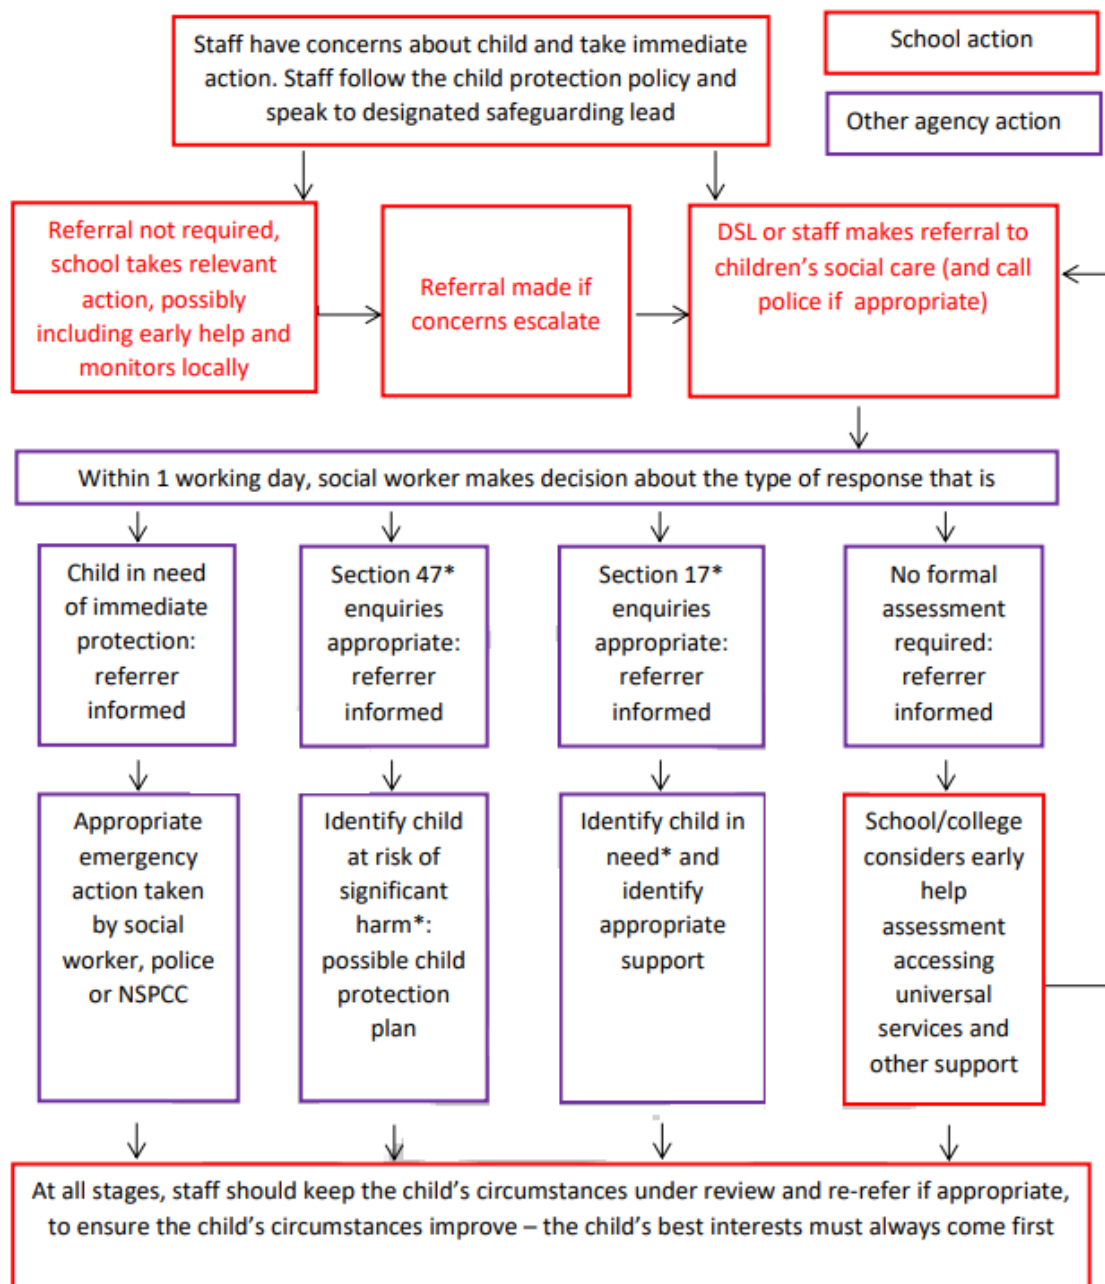 Staff have concerns about child and take immediate
action. Staff follow the child protection policy and
speak to designated safeguarding lead
School action
Other agency action
Referral not required,
school takes relevant
action, possibly
including early help and
monitors locally
Referral made if
concerns escalate
DSL or staff makes referral to
children’s social care (and call
police if appropriate)
Within 1 working day, social worker makes decision about the type of response that is
Child in need
of immediate
protection:
referrer
informed
Section 47*
enquiries
appropriate:
referrer
informed
Section 17*
enquiries
appropriate:
referrer
informed
No formal
assessment
required:
referrer
informed
Appropriate
emergency
action taken
by social
worker, police
or NSPCC
Identify child
at risk of
significant
harm*:
possible child
protection
plan
Identify child in
need* and
identify
appropriate
support
School/college
considers early
help
assessment
accessing
universal
services and
other support
At all stages, staff should keep the child’s circumstances under review and re-refer if appropriate,
to ensure the child’s circumstances improve – the child’s best interests must always come first